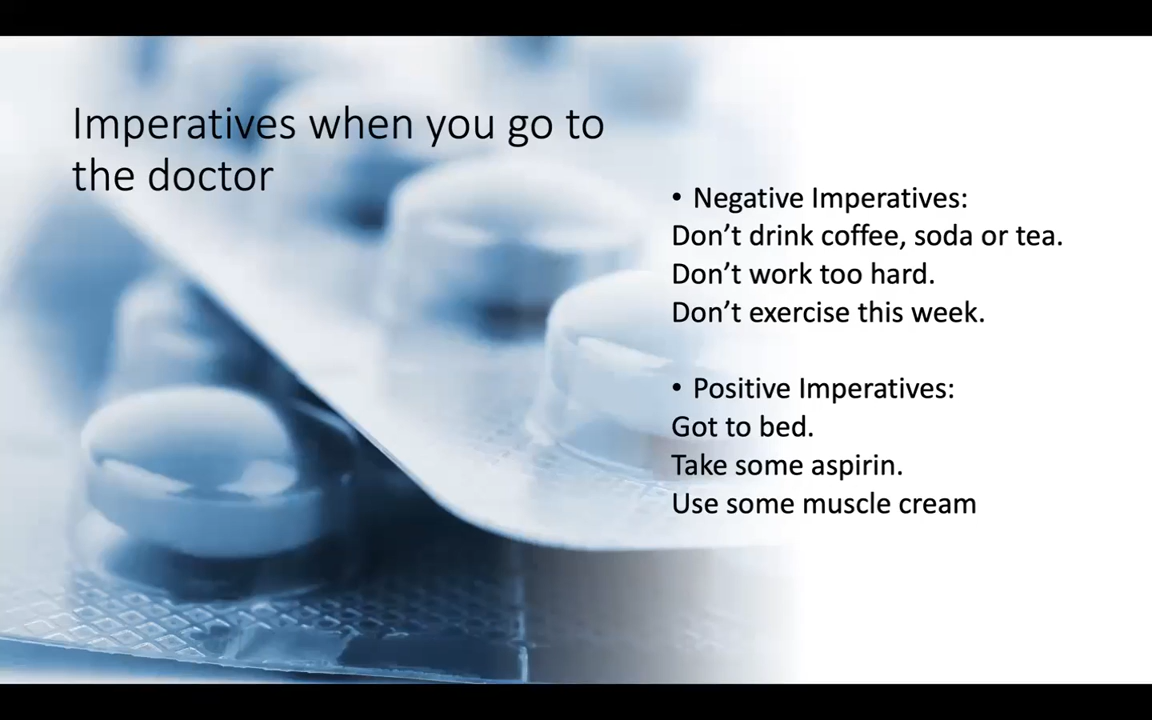 Imperatives when you go to
the doctor
• Negative Imperatives:
Don’t drink coffee, soda or tea.
Don’t work too hard.
Don’t exercise this week.
• Positive Imperatives:
Got to bed.
Take some aspirin.
Use some muscle cream